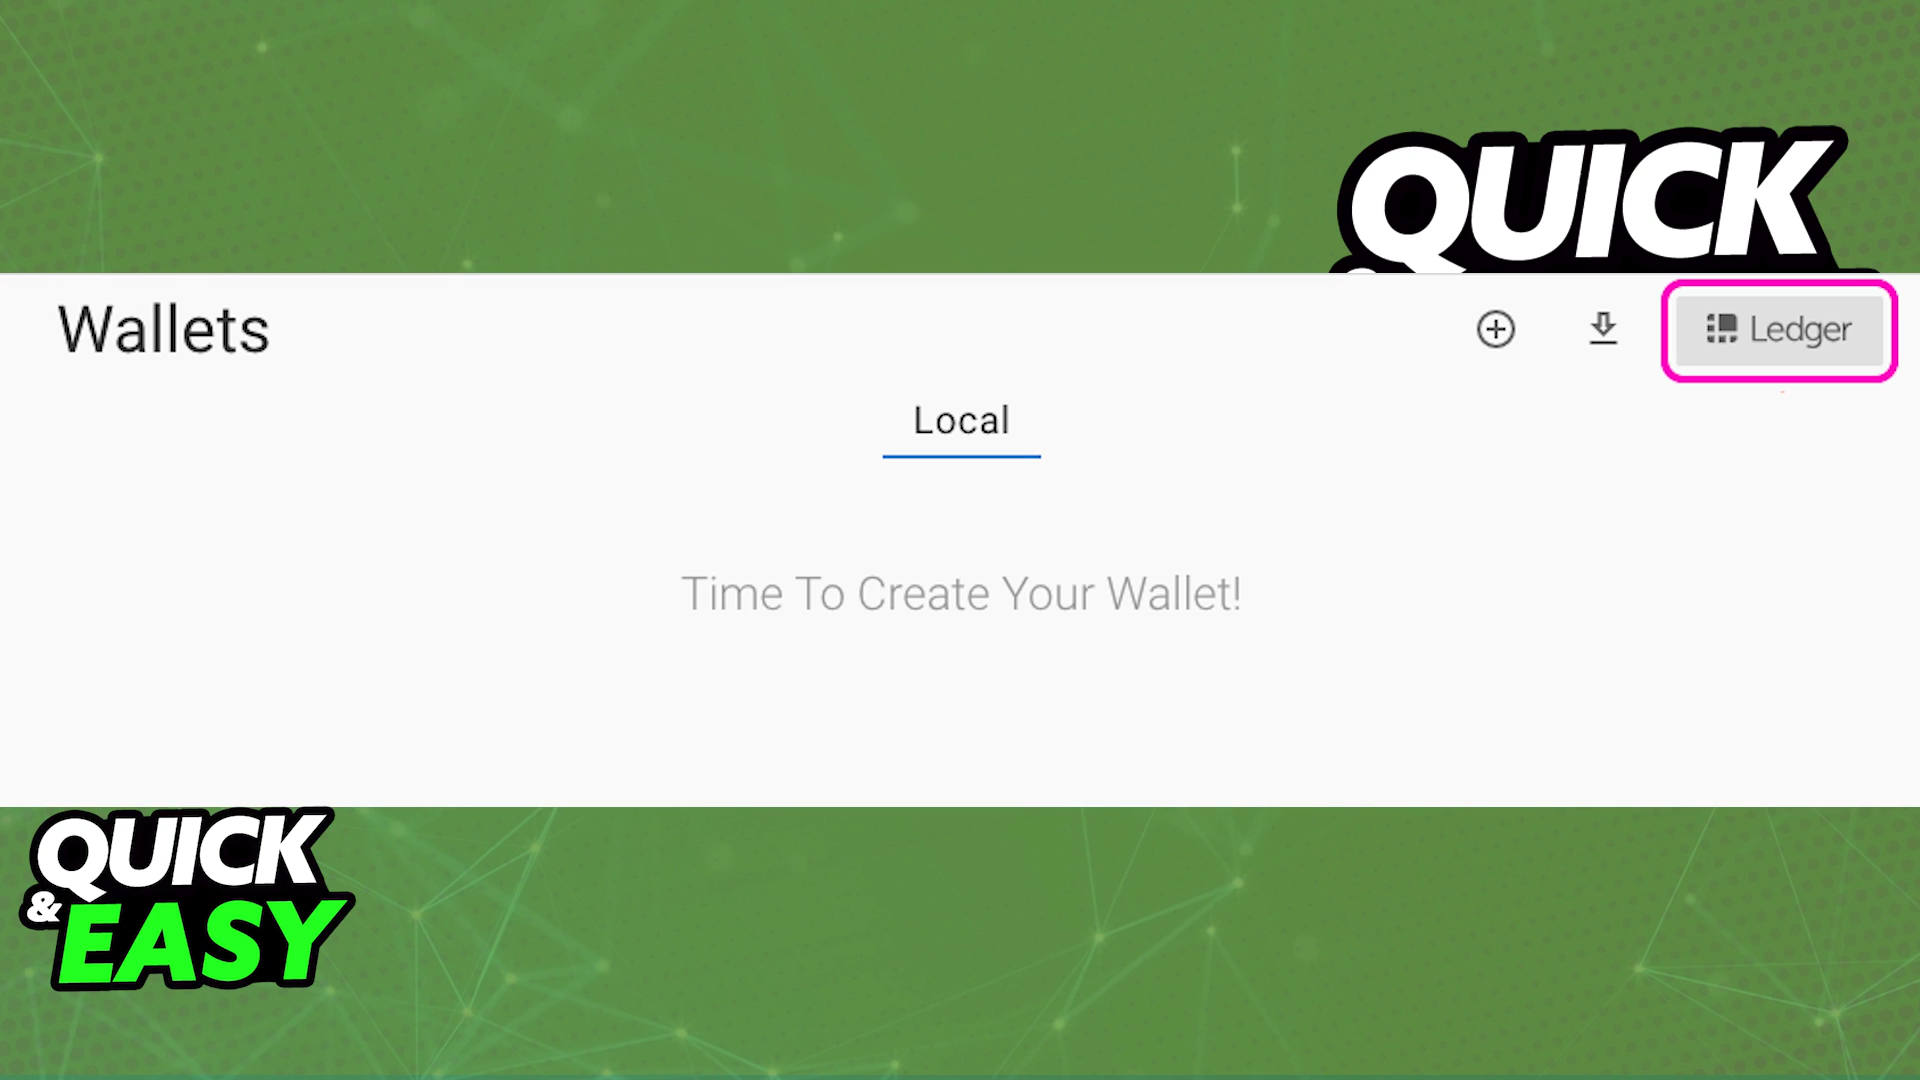 QUICK
Wallets
Ledger
Local
Time To Create Your Wallet!
QUICK
& EASY